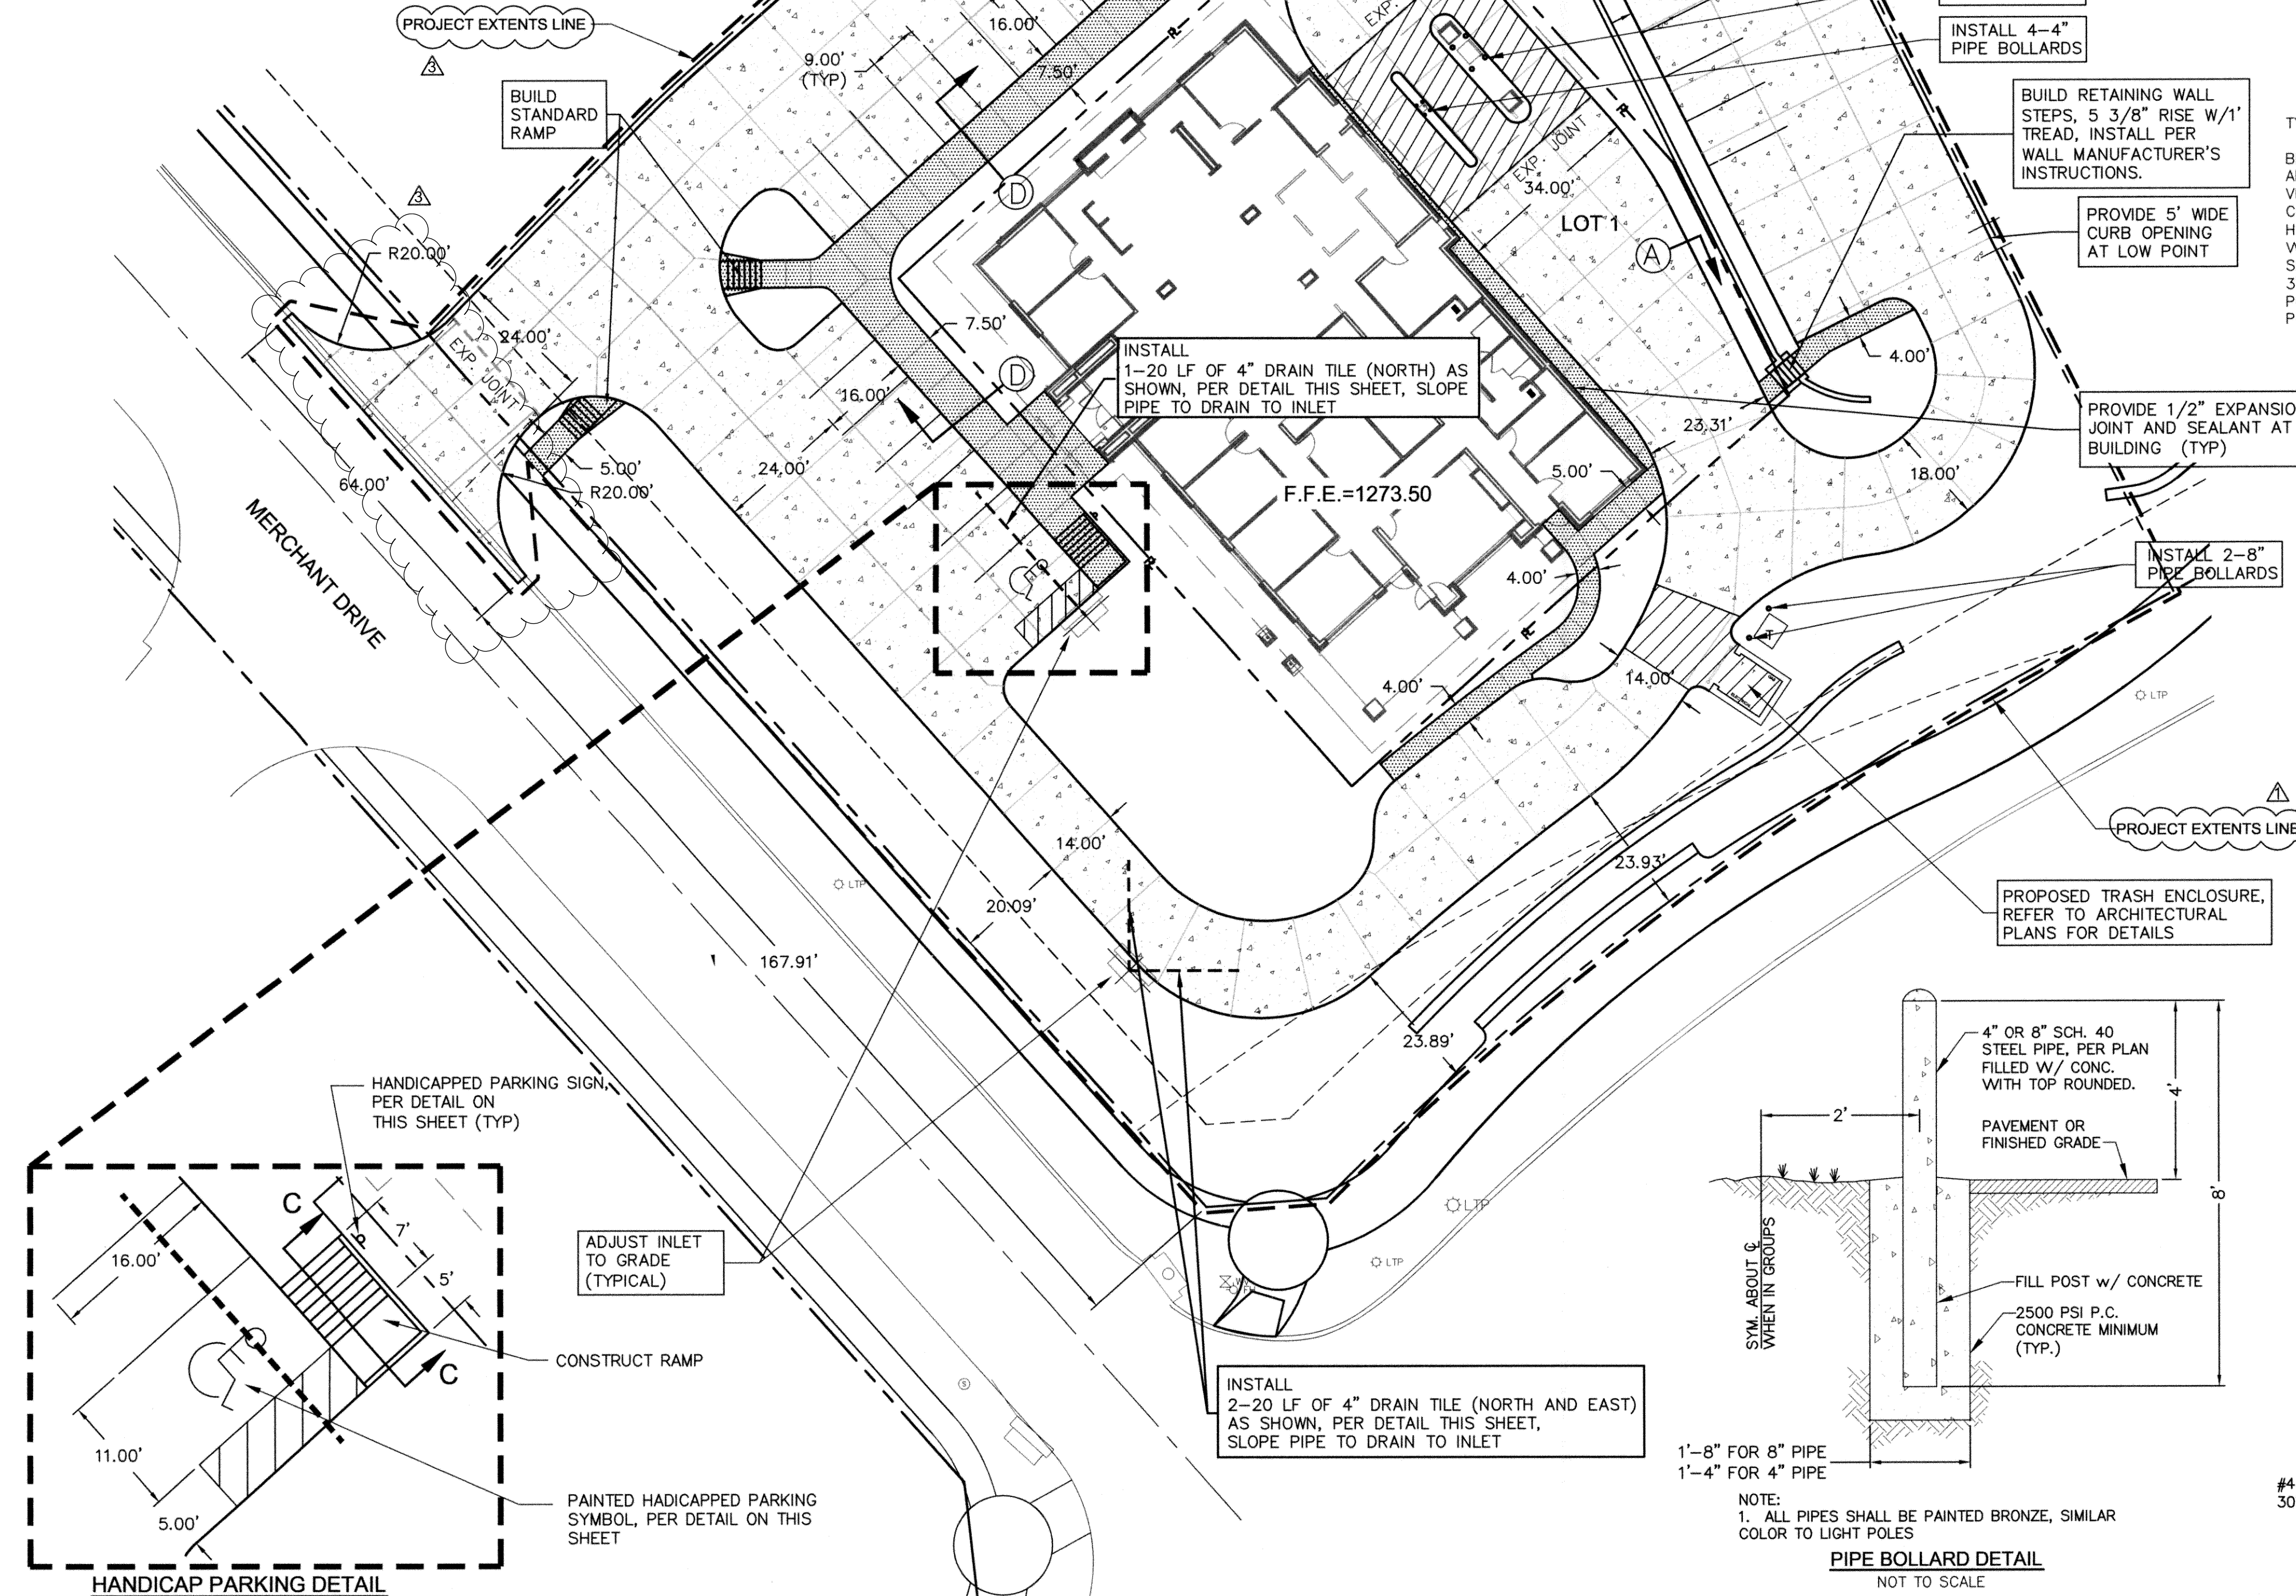 PROJECT EXTENTS LINE
3
BUILD
STANDARD
RAMP
9.00'
(TYP)
16.00'
7.50'
D
EXP.
EXP. JOINT
34.00'
LOT 1
A
INSTALL 4-4"
PIPE BOLLARDS
BUILD RETAINING WALL
STEPS, 5 3/8" RISE W/1'
TREAD, INSTALL PER
WALL MANUFACTURER'S
INSTRUCTIONS.
PROVIDE 5' WIDE
CURB OPENING
AT LOW POINT
3
R20.00'
24.00'
EXP. JOINT
7.50'
D
16.00'
INSTALL
1-20 LF OF 4" DRAIN TILE (NORTH) AS
SHOWN, PER DETAIL THIS SHEET, SLOPE
PIPE TO DRAIN TO INLET
4.00'
23.31'
PROVIDE 1/2" EXPANSIO
JOINT AND SEALANT AT
BUILDING (TYP)
64.00'
5.00'
R20.00'
24.00'
F.F.E.=1273.50
5.00'
18.00'
MERCHANT DRIVE
4.00'
INSTALL 2-8"
PIPE BOLLARDS
T
14.00'
4.00'
LTP
1
PROJECT EXTENTS LINE
14.00'
LTP
20.09'
23.93'
PROPOSED TRASH ENCLOSURE,
REFER TO ARCHITECTURAL
PLANS FOR DETAILS
167.91'
23.89'
4" OR 8" SCH. 40
STEEL PIPE, PER PLAN
FILLED W/ CONC.
WITH TOP ROUNDED.
4'
2'
PAVEMENT OR
FINISHED GRADE
8'
SYM. ABOUT ℄
WHEN IN GROUPS
FILL POST w/ CONCRETE
2500 PSI P.C.
CONCRETE MINIMUM
(TYP.)
1'-8" FOR 8" PIPE
1'-4" FOR 4" PIPE
NOTE:
1. ALL PIPES SHALL BE PAINTED BRONZE, SIMILAR
COLOR TO LIGHT POLES
PIPE BOLLARD DETAIL
NOT TO SCALE
#4
30
LTP
LTP
S
HANDICAPPED PARKING SIGN,
PER DETAIL ON
THIS SHEET (TYP)
ADJUST INLET
TO GRADE
(TYPICAL)
C
7'
5'
16.00'
C
CONSTRUCT RAMP
11.00'
5.00'
PAINTED HADICAPPED PARKING
SYMBOL, PER DETAIL ON THIS
SHEET
HANDICAP PARKING DETAIL
INSTALL
2-20 LF OF 4" DRAIN TILE (NORTH AND EAST)
AS SHOWN, PER DETAIL THIS SHEET,
SLOPE PIPE TO DRAIN TO INLET